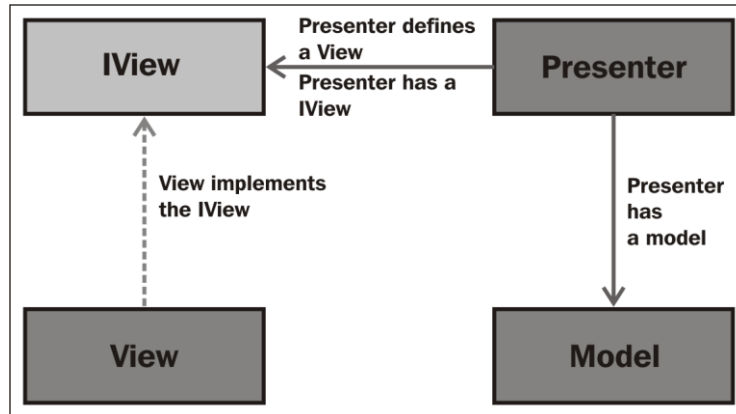 IView
Presenter defines
a View
Presenter has a
IView
Presenter
View implements
the IView
Presenter
has
a model
View
Model